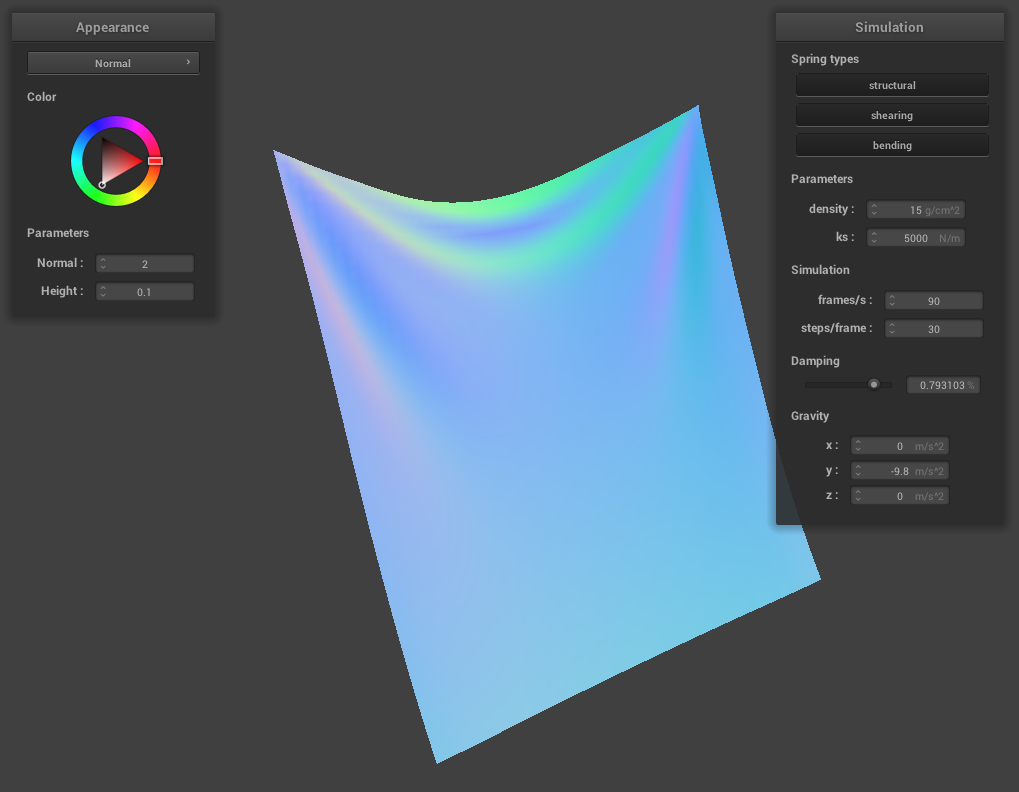 Appearance
Normal ›
Color
Parameters
Normal : 2
Height : 0.1
Simulation
Spring types
structural
shearing
bending
Parameters
density : 15 g/cm^2
ks : 5000 N/m
Simulation
frames/s : 90
steps/frame : 30
Damping
0.793103 %
Gravity
x : 0 m/s^2
y : -9.8 m/s^2
z : 0 m/s^2